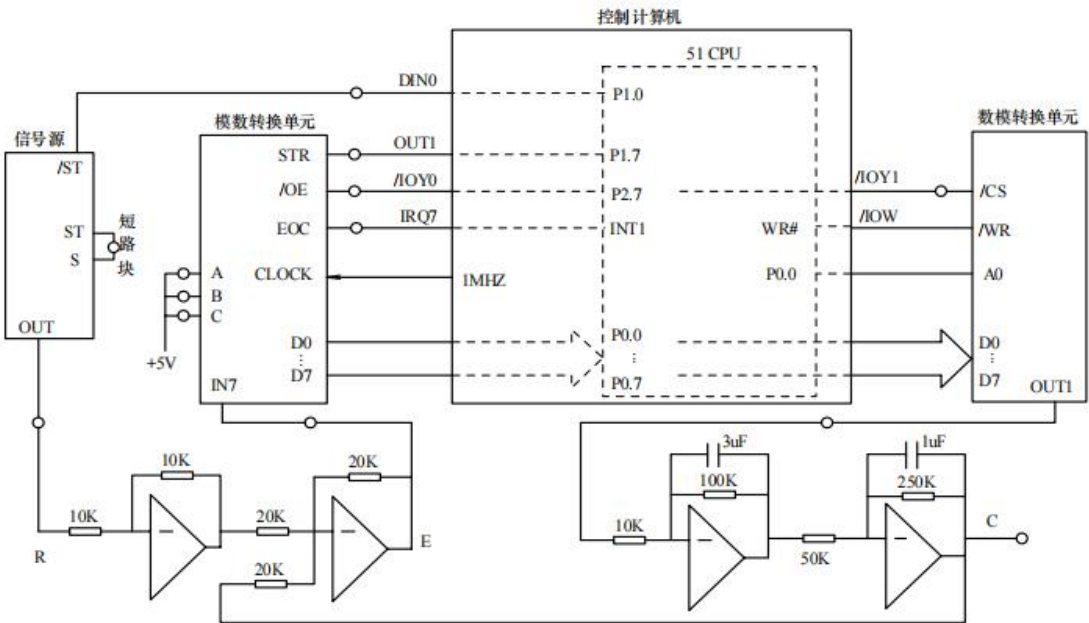 控制计算机
51 CPU
DIN0
P1.0
信号源
/ST
ST
S
短
路
块
OUT
模数转换单元
STR
/OE
EOC
CLOCK
A
B
C
+5V
D0
⋮
D7
IN7
OUT1
P1.7
/IOY0
P2.7
IRQ7
INT1
1MHZ
WR#
P0.0
P0.0
⋮
P0.7
/IOY1
/IOW
数模转换单元
/CS
/WR
A0
D0
⋮
D7
OUT1
10K
10K
R
20K
20K
20K
E
3uF
100K
10K
1uF
250K
50K
C